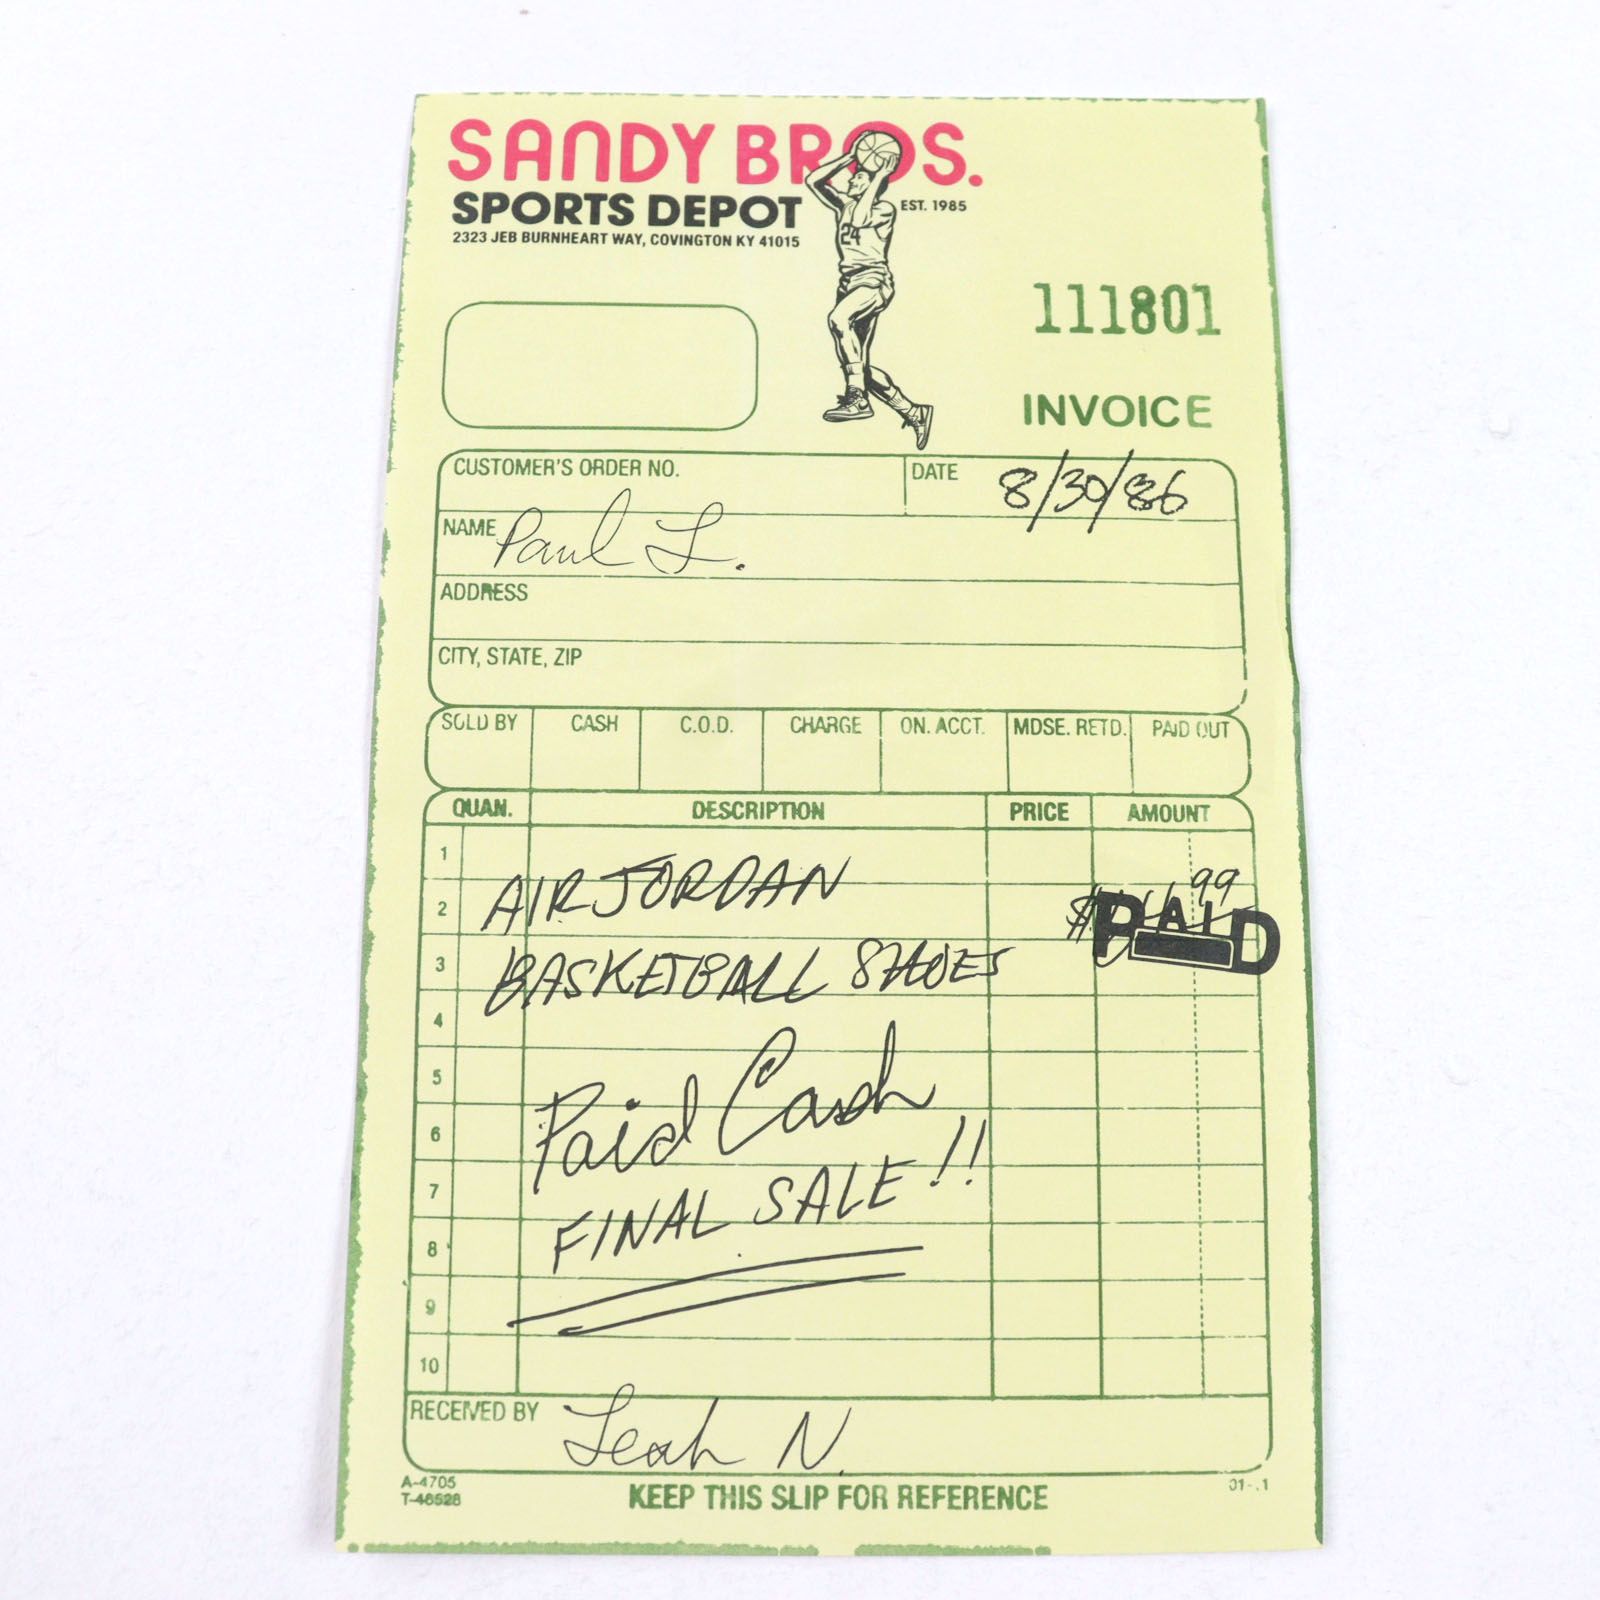 SANDY BROS.
SPORTS DEPOT
EST. 1985
2323 JEB BURNHEART WAY, COVINGTON KY 41015
24
111801
INVOICE
CUSTOMER'S ORDER NO.
DATE 8/30/86
NAME Paul L.
ADDRESS
CITY, STATE, ZIP
SOLD BY CASH C.O.D. CHARGE ON. ACCT. MDSE. RETD. PAID OUT
QUAN. DESCRIPTION PRICE AMOUNT
1
2 AIR JORDAN 99
PAID
3 BASKETBALL SHOES
4
5
6 Paid Cash
7
8 FINAL SALE!!
9
10
RECEIVED BY Leah N.
A-4705
T-46528
KEEP THIS SLIP FOR REFERENCE